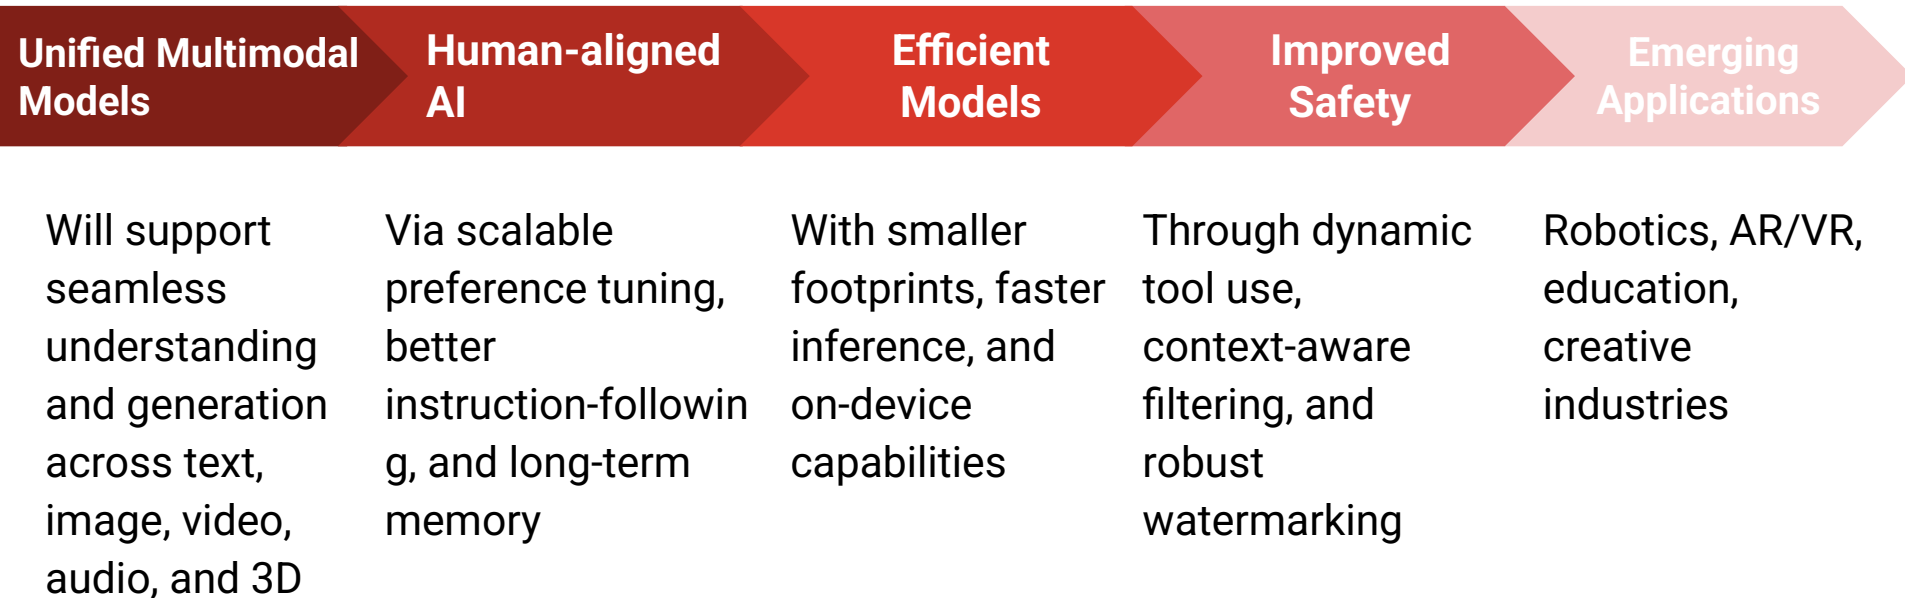 Unified Multimodal
Models
Human-aligned
AI
Efficient
Models
Improved
Safety
Emerging
Applications
Will support
seamless
understanding
and generation
across text,
image, video,
audio, and 3D
Via scalable
preference tuning,
better
instruction-followin
g, and long-term
memory
With smaller
footprints, faster
inference, and
on-device
capabilities
Through dynamic
tool use,
context-aware
filtering, and
robust
watermarking
Robotics, AR/VR,
education,
creative
industries